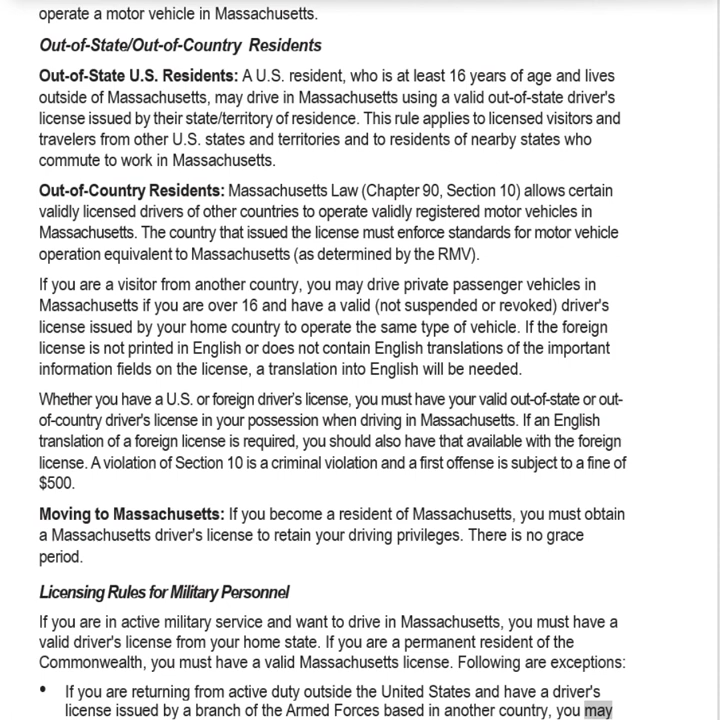 operate a motor vehicle in Massachusetts.
Out-of-State/Out-of-Country Residents
Out-of-State U.S. Residents: A U.S. resident, who is at least 16 years of age and lives
outside of Massachusetts, may drive in Massachusetts using a valid out-of-state driver's
license issued by their state/territory of residence. This rule applies to licensed visitors and
travelers from other U.S. states and territories and to residents of nearby states who
commute to work in Massachusetts.
Out-of-Country Residents: Massachusetts Law (Chapter 90, Section 10) allows certain
validly licensed drivers of other countries to operate validly registered motor vehicles in
Massachusetts. The country that issued the license must enforce standards for motor vehicle
operation equivalent to Massachusetts (as determined by the RMV).
If you are a visitor from another country, you may drive private passenger vehicles in
Massachusetts if you are over 16 and have a valid (not suspended or revoked) driver's
license issued by your home country to operate the same type of vehicle. If the foreign
license is not printed in English or does not contain English translations of the important
information fields on the license, a translation into English will be needed.
Whether you have a U.S. or foreign driver's license, you must have your valid out-of-state or out-
of-country driver's license in your possession when driving in Massachusetts. If an English
translation of a foreign license is required, you should also have that available with the foreign
license. A violation of Section 10 is a criminal violation and a first offense is subject to a fine of
$500.
Moving to Massachusetts: If you become a resident of Massachusetts, you must obtain
a Massachusetts driver's license to retain your driving privileges. There is no grace
period.
Licensing Rules for Military Personnel
If you are in active military service and want to drive in Massachusetts, you must have a
valid driver's license from your home state. If you are a permanent resident of the
Commonwealth, you must have a valid Massachusetts license. Following are exceptions:
• If you are returning from active duty outside the United States and have a driver's
license issued by a branch of the Armed Forces based in another country, you may